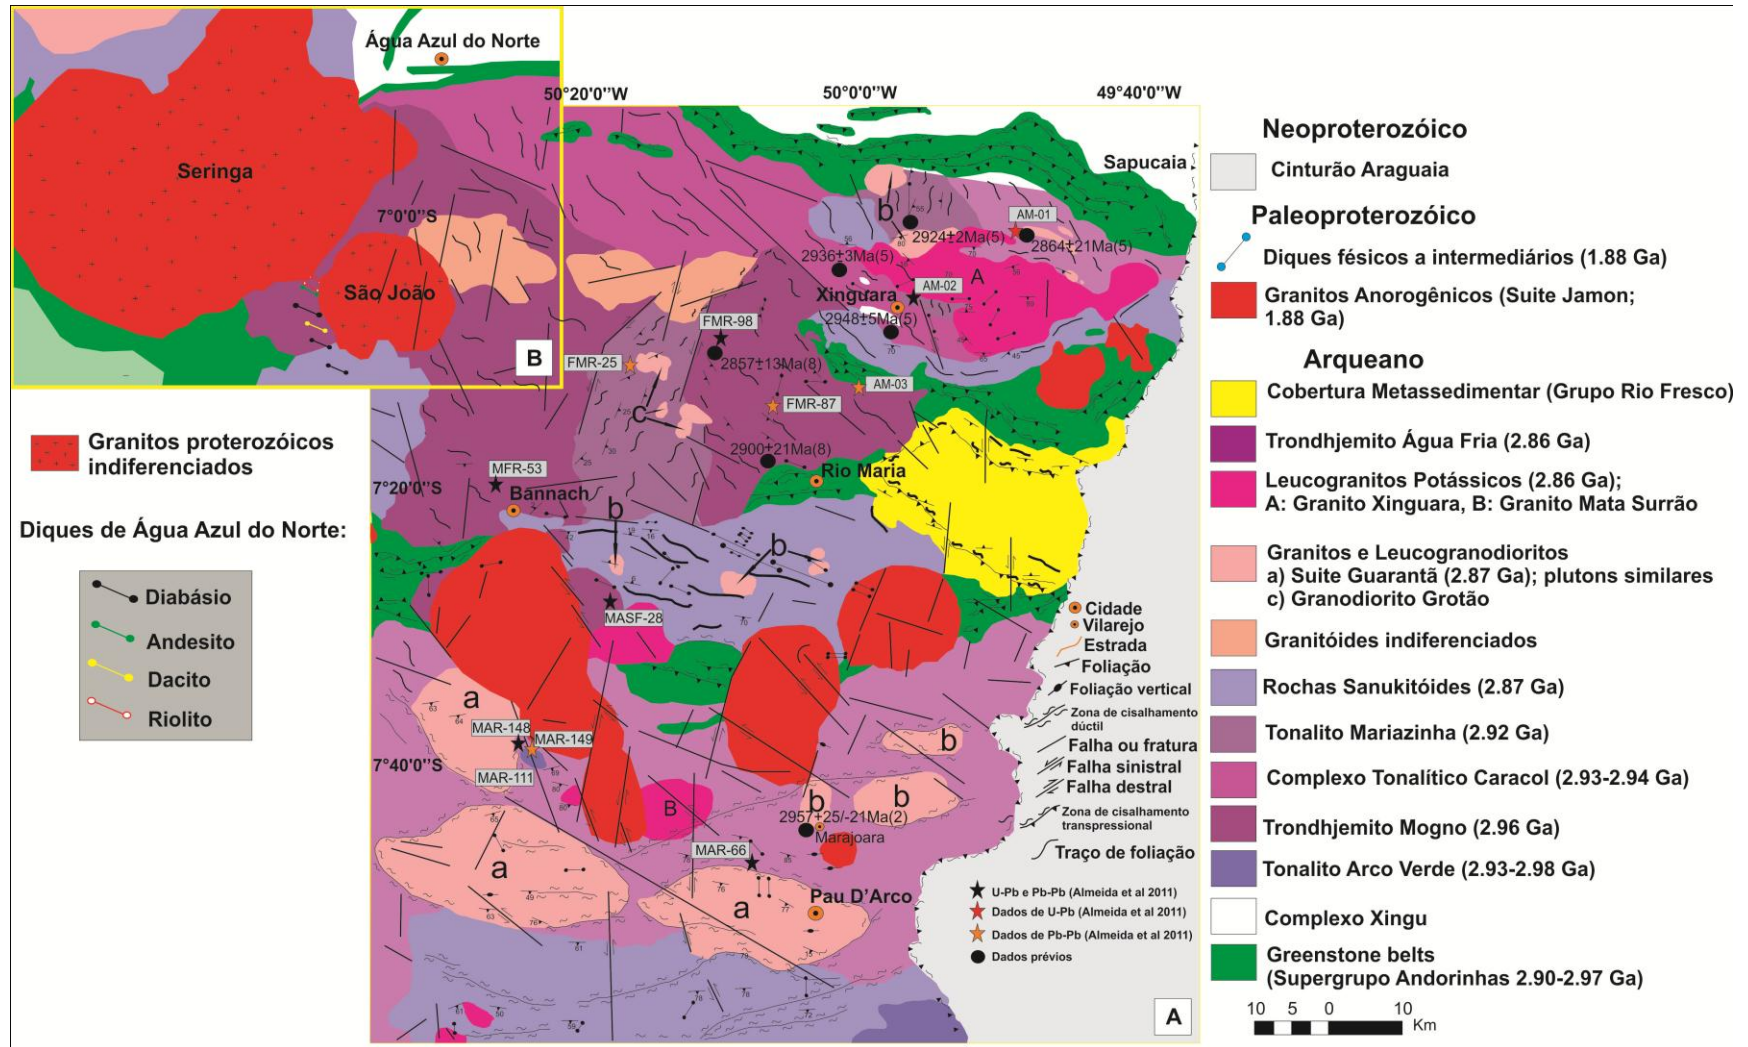 Água Azul do Norte
50°20'0''W
50°0'0''W
49°40'0''W
Seringa
7°0'0''S
São João
B
Sapucaia
b
AM-01
2924±2Ma(5)
2864±21Ma(5)
2936±3Ma(5)
A
AM-02
Xinguara
2948±5Ma(5)
FMR-98
2857±13Ma(8)
FMR-25
AM-03
FMR-87
c
2900±21Ma(8)
Rio Maria
MFR-53
7°20'0''S
Bannach
b
b
MASF-28
a
MAR-148
MAR-149
MAR-111
7°40'0''S
b
b
b
B
2957+25/-21Ma(2)
Marajoara
MAR-66
a
a
Pau D'Arco
A
Granitos proterozóicos
indiferenciados
Diques de Água Azul do Norte:
Diabásio
Andesito
Dacito
Riolito
Cidade
Vilarejo
Estrada
Foliação
Foliação vertical
Zona de cisalhamento
dúctil
Falha ou fratura
Falha sinistral
Falha destral
Zona de cisalhamento
transpressional
Traço de foliação
U-Pb e Pb-Pb (Almeida et al 2011)
Dados de U-Pb (Almeida et al 2011)
Dados de Pb-Pb (Almeida et al 2011)
Dados prévios
Neoproterozóico
Cinturão Araguaia
Paleoproterozóico
Diques fésicos a intermediários (1.88 Ga)
Granitos Anorogênicos (Suite Jamon;
1.88 Ga)
Arqueano
Cobertura Metassedimentar (Grupo Rio Fresco)
Trondhjemito Água Fria (2.86 Ga)
Leucogranitos Potássicos (2.86 Ga);
A: Granito Xinguara, B: Granito Mata Surrão
Granitos e Leucogranodioritos
a) Suite Guarantã (2.87 Ga); plutons similares
c) Granodiorito Grotão
Granitóides indiferenciados
Rochas Sanukitóides (2.87 Ga)
Tonalito Mariazinha (2.92 Ga)
Complexo Tonalítico Caracol (2.93-2.94 Ga)
Trondhjemito Mogno (2.96 Ga)
Tonalito Arco Verde (2.93-2.98 Ga)
Complexo Xingu
Greenstone belts
(Supergrupo Andorinhas 2.90-2.97 Ga)
10 5 0 10
Km